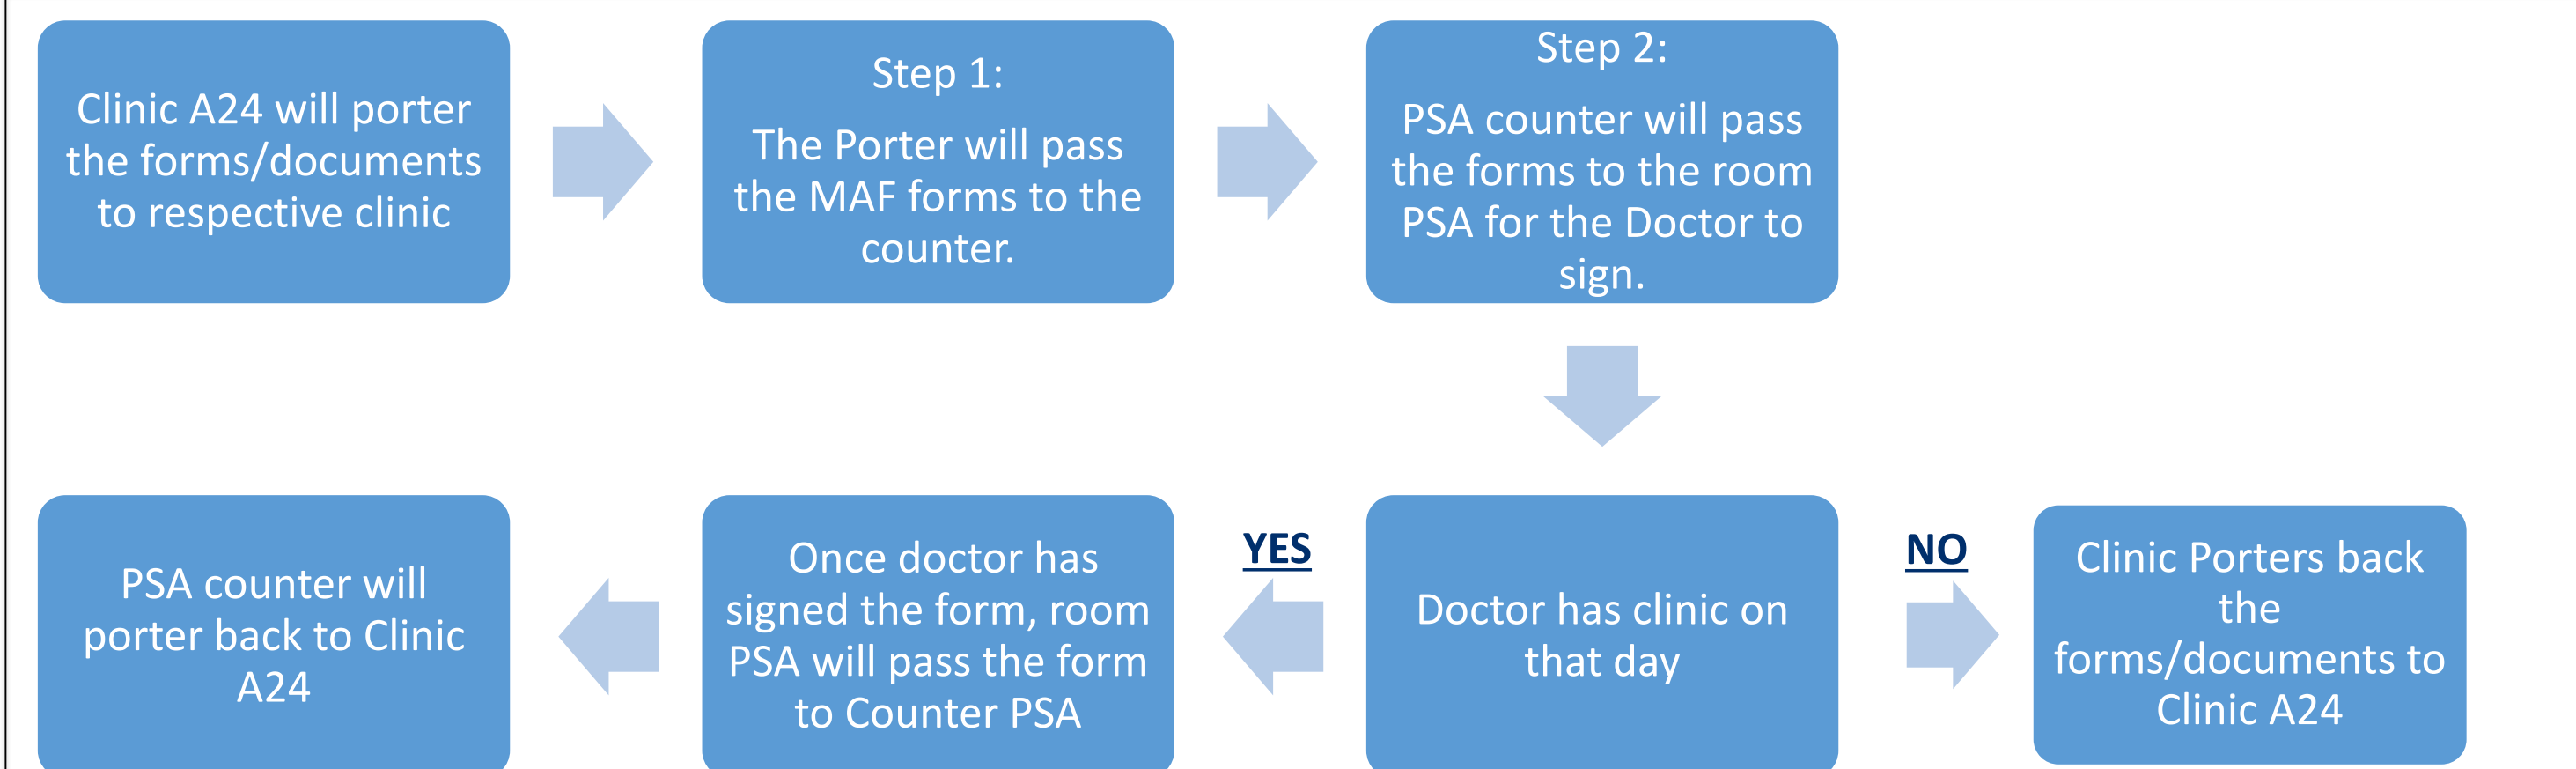 Clinic A24 will porter
the forms/documents
to respective clinic
Step 1:
The Porter will pass
the MAF forms to the
counter.
Step 2:
PSA counter will pass
the forms to the room
PSA for the Doctor to
sign.
Doctor has clinic on
that day
YES
Once doctor has
signed the form, room
PSA will pass the form
to Counter PSA
PSA counter will
porter back to Clinic
A24
NO
Clinic Porters back
the
forms/documents to
Clinic A24